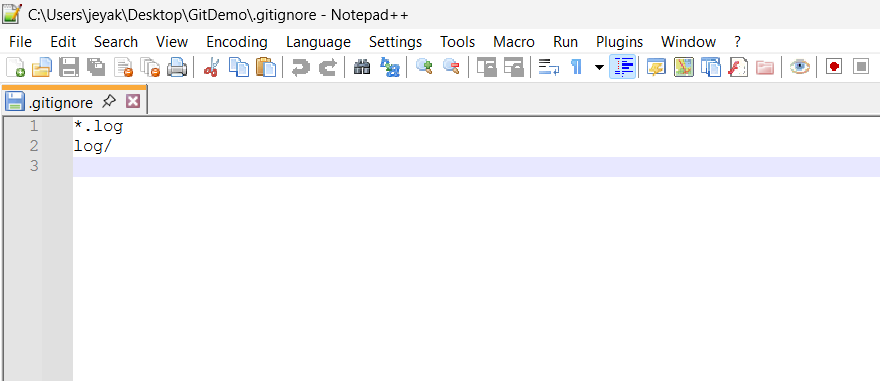 C:\Users\jeyak\Desktop\GitDemo\.gitignore - Notepad++
File Edit Search View Encoding Language Settings Tools Macro Run Plugins Window ?
.gitignore
1 *.log
2 log/
3